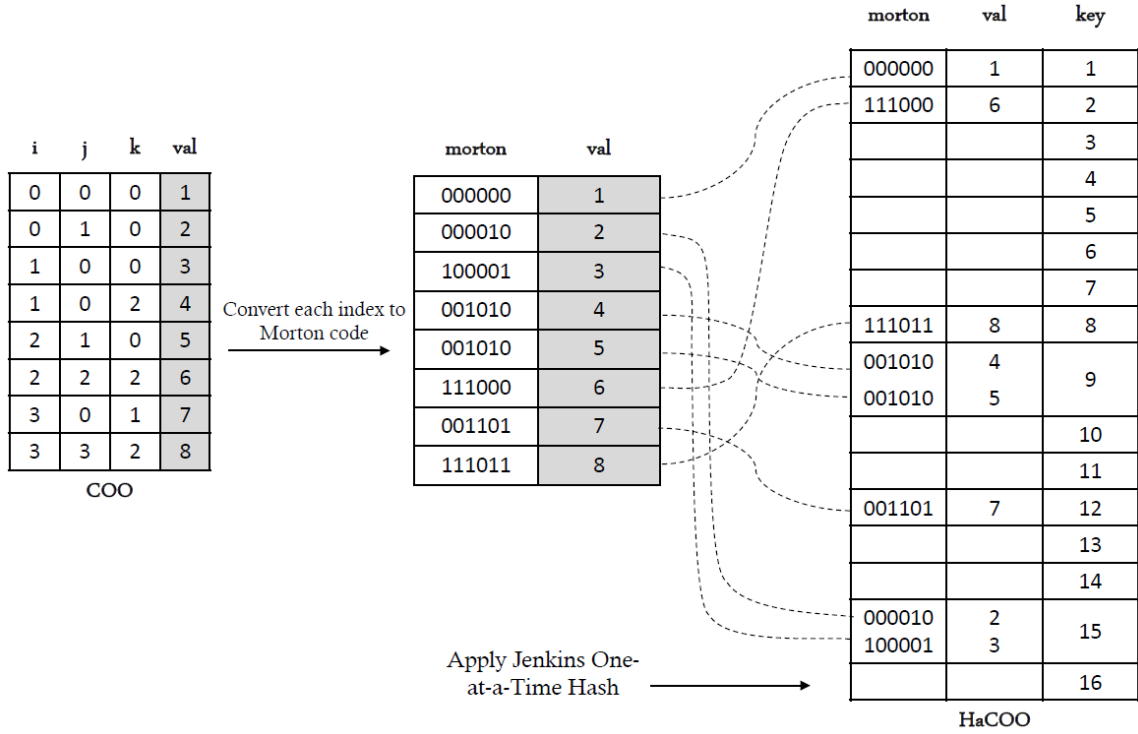 i j k val
0 0 0 1
0 1 0 2
1 0 0 3
1 0 2 4
2 1 0 5
2 2 2 6
3 0 1 7
3 3 2 8
COO
Convert each index to
Morton code
morton val
000000 1
000010 2
100001 3
001010 4
001010 5
111000 6
001101 7
111011 8
Apply Jenkins One-
at-a-Time Hash
morton val key
000000 1 1
111000 6 2
3
4
5
6
7
111011 8 8
001010 4
9
001010 5
10
11
001101 7 12
13
14
000010 2
15
100001 3
16
HaCOO